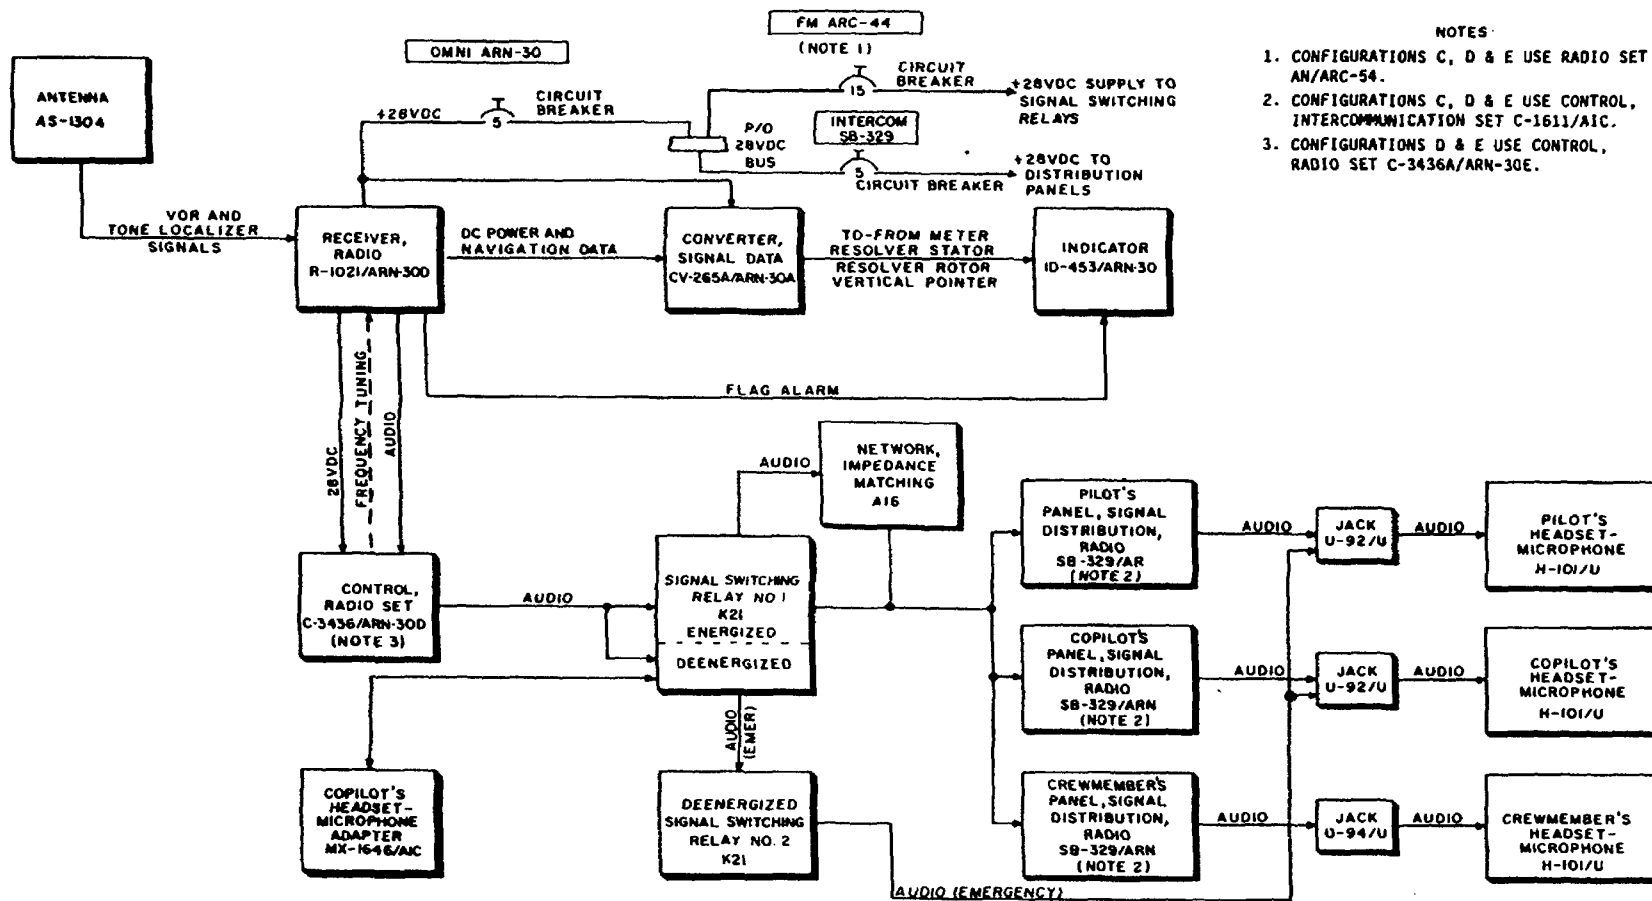 FM ARC-44
(NOTE 1)
OMNI ARN-30
NOTES
1. CONFIGURATIONS C, D & E USE RADIO SET
AN/ARC-54.
2. CONFIGURATIONS C, D & E USE CONTROL,
INTERCOMMUNICATION SET C-1611/AIC.
3. CONFIGURATIONS D & E USE CONTROL,
RADIO SET C-3436A/ARN-30E.
ANTENNA
AS-1304
+28VDC
5
CIRCUIT
BREAKER
15
CIRCUIT
BREAKER
+28VDC SUPPLY TO
SIGNAL SWITCHING
RELAYS
P/O
28VDC
BUS
INTERCOM
SB-329
5
CIRCUIT BREAKER
+28VDC TO
DISTRIBUTION
PANELS
VOR AND
TONE LOCALIZER
SIGNALS
RECEIVER,
RADIO
R-1021/ARN-30D
DC POWER AND
NAVIGATION DATA
CONVERTER,
SIGNAL DATA
CV-265A/ARN-30A
TO-FROM METER
RESOLVER STATOR
RESOLVER ROTOR
VERTICAL POINTER
INDICATOR
ID-453/ARN-30
FLAG ALARM
28VDC
FREQUENCY TUNING
AUDIO
CONTROL,
RADIO SET
C-3436/ARN-30D
(NOTE 3)
AUDIO
SIGNAL SWITCHING
RELAY NO 1
K21
ENERGIZED
DEENERGIZED
AUDIO
NETWORK,
IMPEDANCE
MATCHING
A16
PILOT'S
PANEL, SIGNAL
DISTRIBUTION,
RADIO
SB-329/AR
(NOTE 2)
AUDIO
JACK
U-92/U
AUDIO
PILOT'S
HEADSET-
MICROPHONE
H-101/U
COPILOT'S
PANEL, SIGNAL
DISTRIBUTION,
RADIO
SB-329/ARN
(NOTE 2)
AUDIO
JACK
U-92/U
AUDIO
COPILOT'S
HEADSET-
MICROPHONE
H-101/U
COPILOT'S
HEADSET-
MICROPHONE
ADAPTER
MX-1646/AIC
AUDIO
(EMER)
DEENERGIZED
SIGNAL SWITCHING
RELAY NO. 2
K21
CREWMEMBER'S
PANEL, SIGNAL
DISTRIBUTION,
RADIO
SB-329/ARN
(NOTE 2)
AUDIO
JACK
U-94/U
AUDIO
CREWMEMBER'S
HEADSET-
MICROPHONE
H-101/U
AUDIO (EMERGENCY)